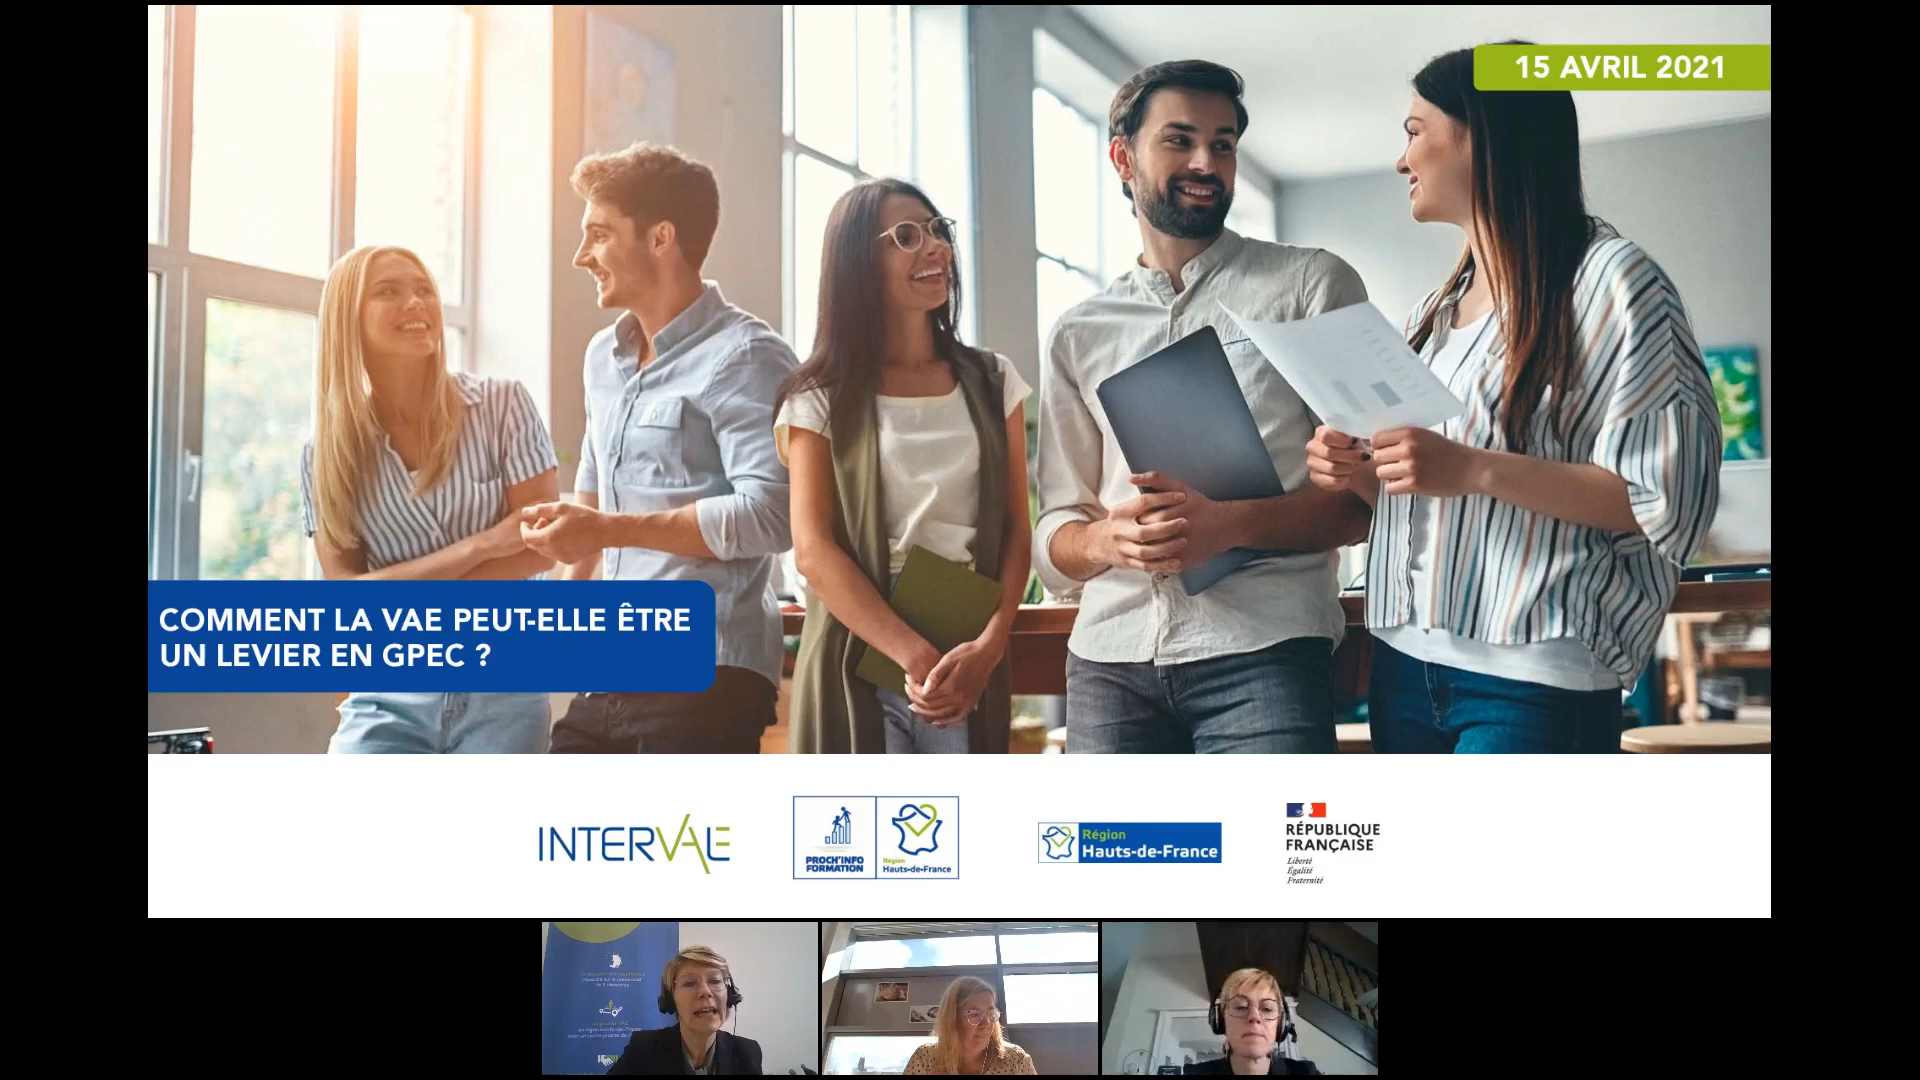 15 AVRIL 2021
COMMENT LA VAE PEUT-ELLE ÊTRE
UN LEVIER EN GPEC ?
INTERVAE
PROCH'INFO
FORMATION
Région
Hauts-de-France
Région
Hauts-de-France
RÉPUBLIQUE
FRANÇAISE
Liberté
Égalité
Fraternité